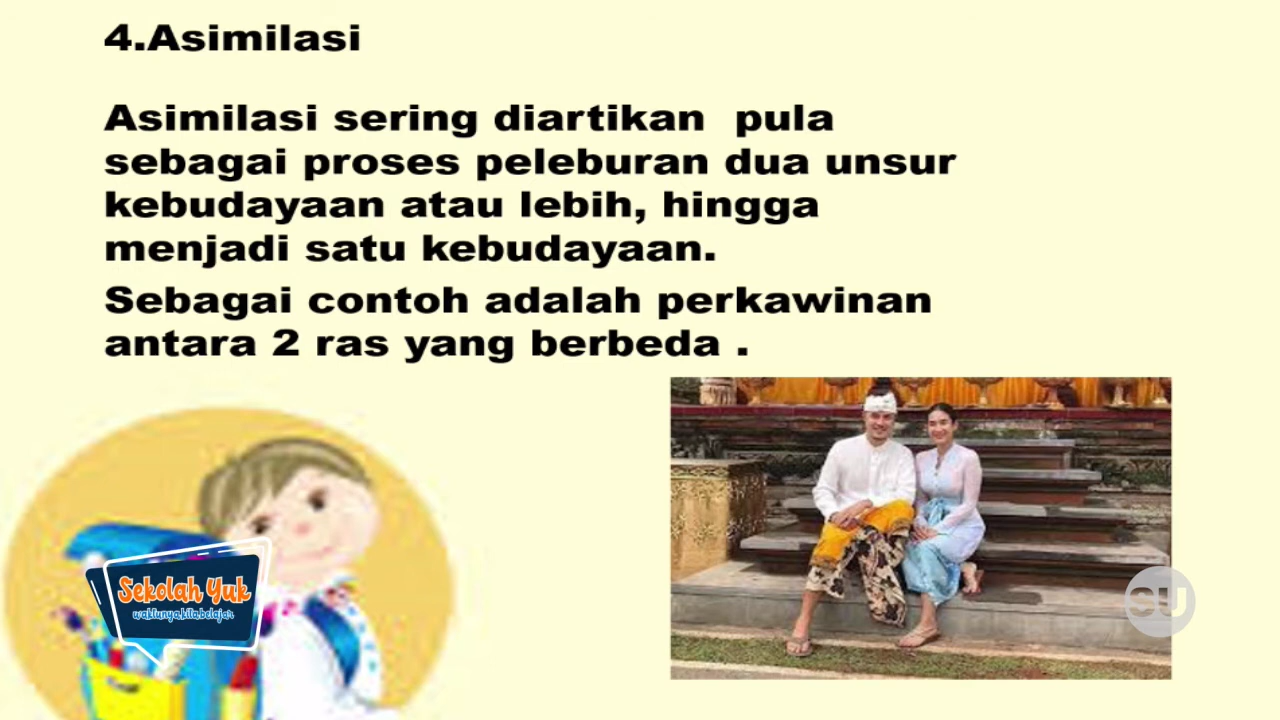 4.Asimilasi
Asimilasi sering diartikan  pula
sebagai proses peleburan dua unsur
kebudayaan atau lebih, hingga
menjadi satu kebudayaan.
Sebagai contoh adalah perkawinan
antara 2 ras yang berbeda .
Sekolah Yuk
waktunya kita belajar
SU